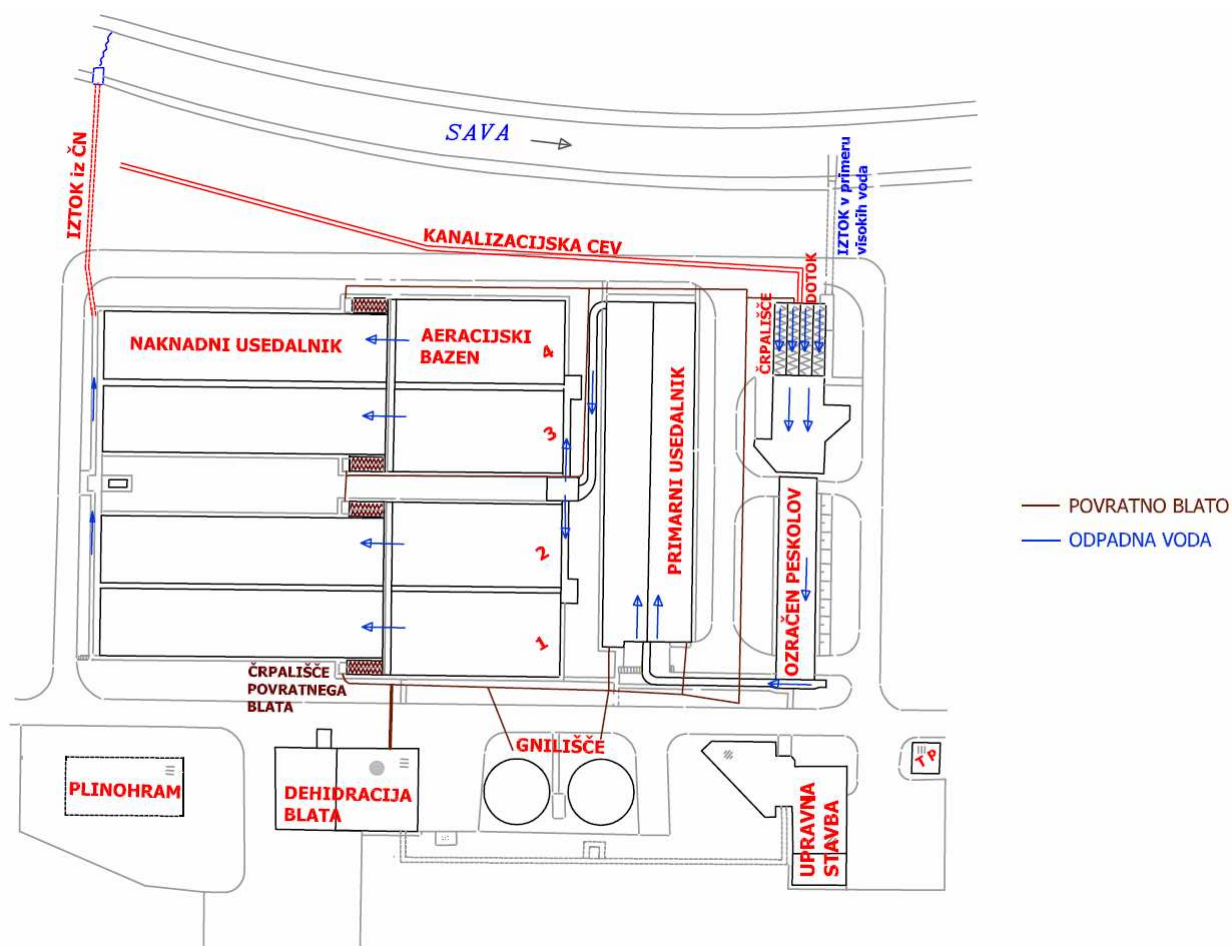 SAVA
IZTOK iz ČN
IZTOK v primeru
visokih voda
KANALIZACIJSKA CEV
DOTOK
ČRPALIŠČE
NAKNADNI USEDALNIK
AERACIJSKI
BAZEN
4
3
2
1
PRIMARNI USEDALNIK
OZRAČEN PESKOLOV
POVRATNO BLATO
ODPADNA VODA
ČRPALIŠČE
POVRATNEGA
BLATA
GNILIŠČE
PLINOHRAM
DEHIDRACIJA
BLATA
UPRAVNA
STAVBA
TP